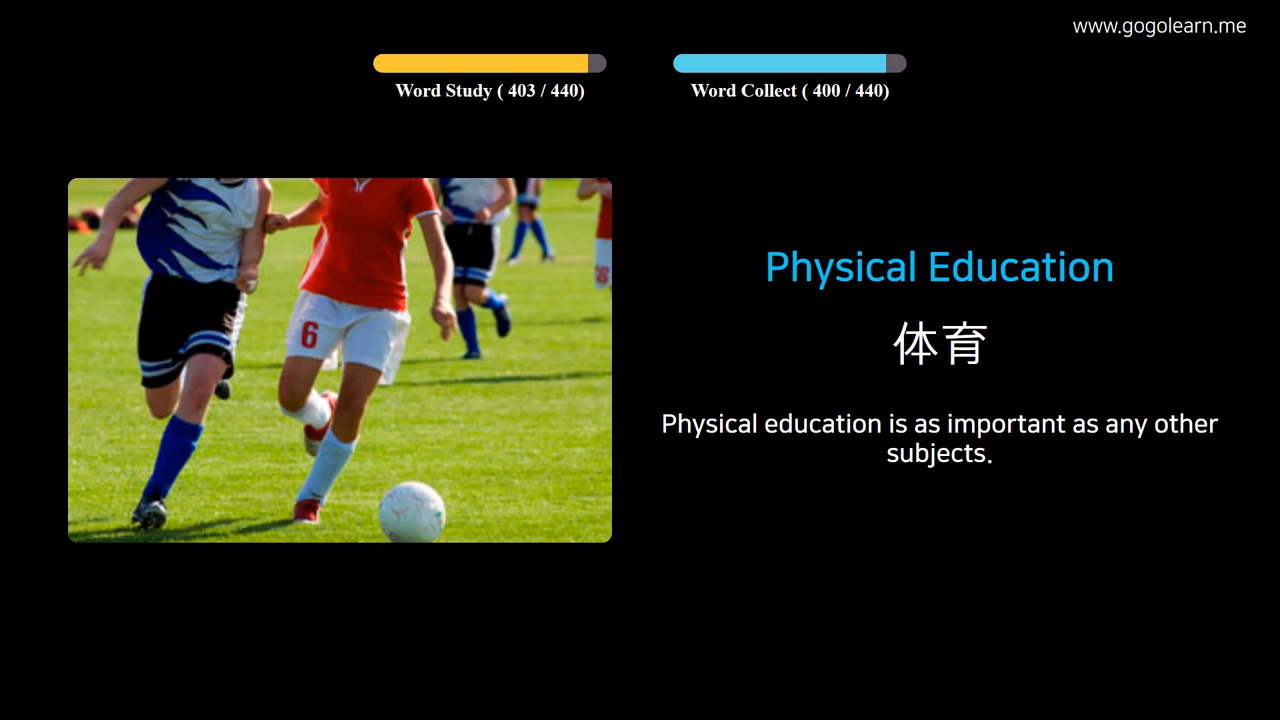 www.gogolearn.me
Word Study ( 403 / 440)
Word Collect ( 400 / 440)
Physical Education
体育
Physical education is as important as any other
subjects.
6